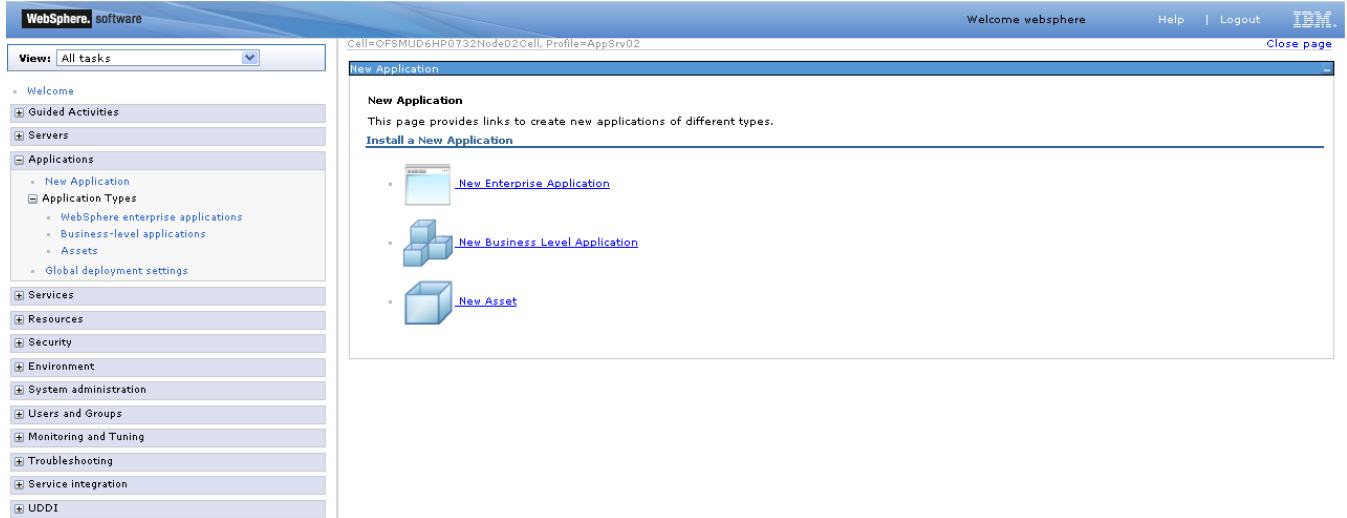 WebSphere. software
Welcome websphere
Help | Logout
IBM.
View: All tasks
Cell=OFSMUD6HP0732Node02Cell, Profile=AppSrv02
Close page
Welcome
Guided Activities
Servers
Applications
New Application
Application Types
WebSphere enterprise applications
Business-level applications
Assets
Global deployment settings
Services
Resources
Security
Environment
System administration
Users and Groups
Monitoring and Tuning
Troubleshooting
Service integration
UDDI
New Application
New Application
This page provides links to create new applications of different types.
Install a New Application
New Enterprise Application
New Business Level Application
New Asset